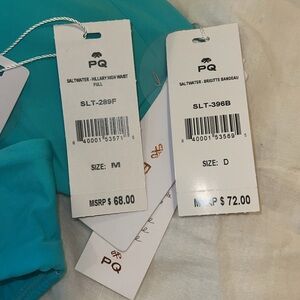 PQ
SALTWATER - HILLARY HIGH WAIST
FULL
SLT-289F
SIZE: M
MSRP $ 68.00
PQ
SALTWATER - BRIGITTE BANDEAU
SLT-396B
SIZE: D
MSRP $ 72.00
PQ